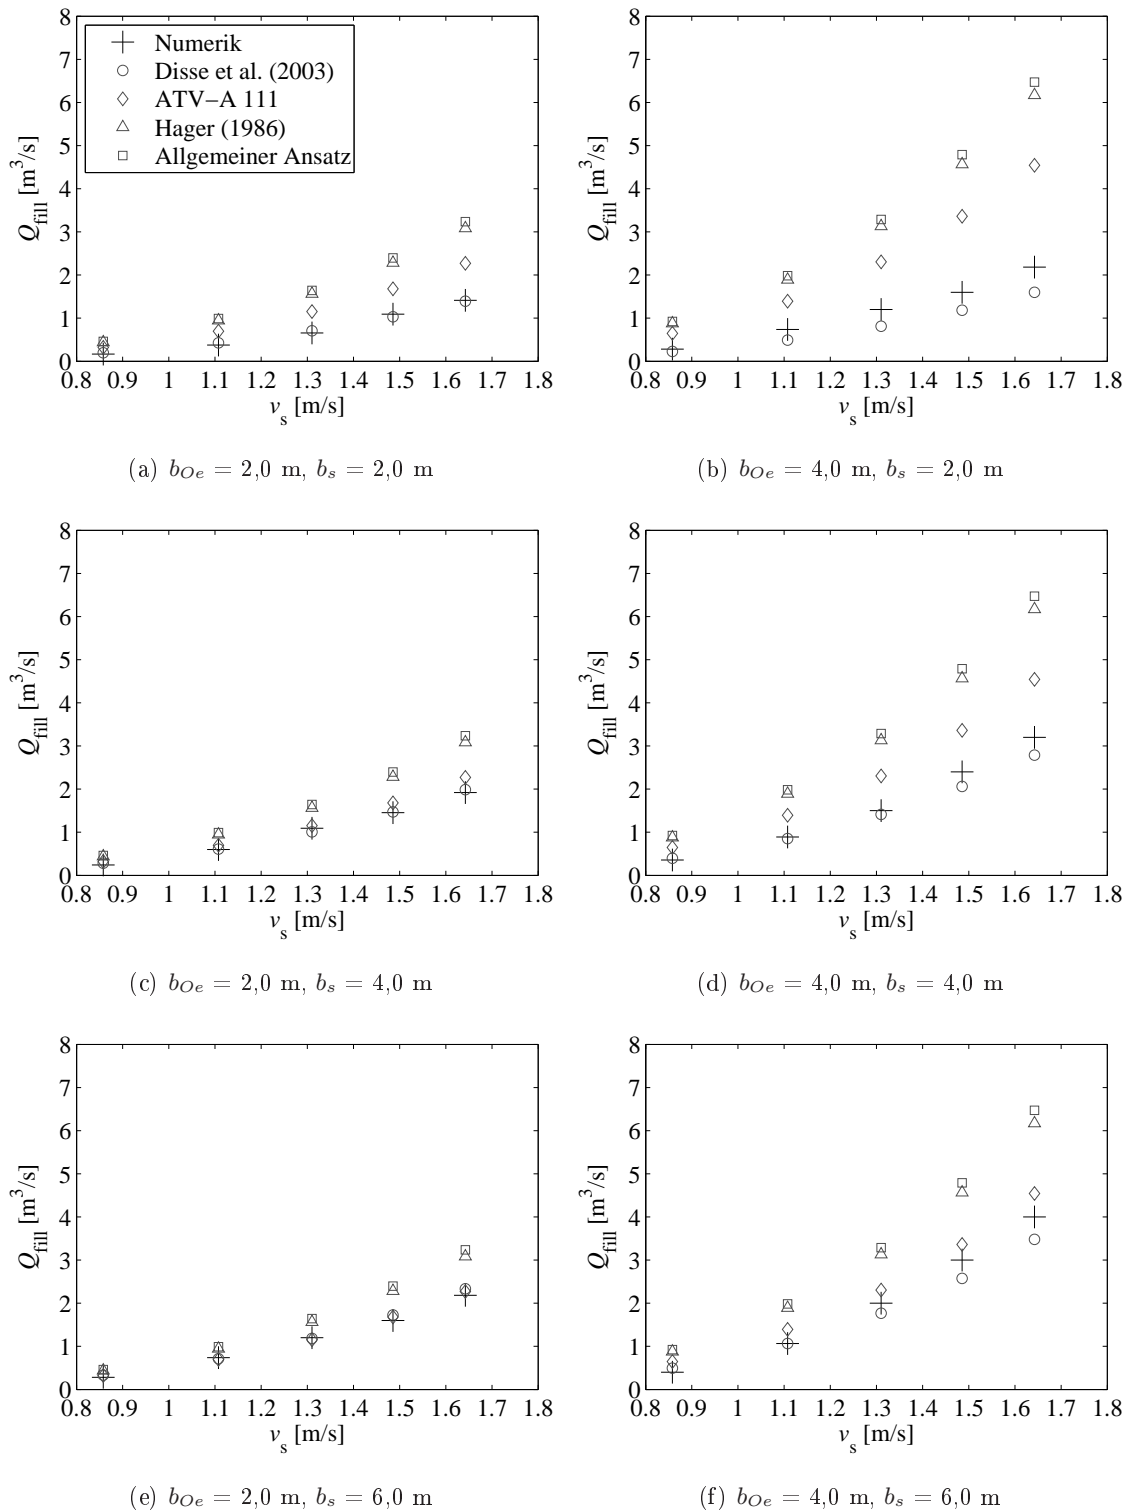 8
7
6
5
4
3
2
1
0
Q_fill [m³/s]
Numerik
Disse et al. (2003)
ATV−A 111
Hager (1986)
Allgemeiner Ansatz
0.8 0.9 1 1.1 1.2 1.3 1.4 1.5 1.6 1.7 1.8
v_s [m/s]
(a) b_Oe = 2,0 m, b_s = 2,0 m
8
7
6
5
4
3
2
1
0
Q_fill [m³/s]
0.8 0.9 1 1.1 1.2 1.3 1.4 1.5 1.6 1.7 1.8
v_s [m/s]
(b) b_Oe = 4,0 m, b_s = 2,0 m
8
7
6
5
4
3
2
1
0
Q_fill [m³/s]
0.8 0.9 1 1.1 1.2 1.3 1.4 1.5 1.6 1.7 1.8
v_s [m/s]
(c) b_Oe = 2,0 m, b_s = 4,0 m
8
7
6
5
4
3
2
1
0
Q_fill [m³/s]
0.8 0.9 1 1.1 1.2 1.3 1.4 1.5 1.6 1.7 1.8
v_s [m/s]
(d) b_Oe = 4,0 m, b_s = 4,0 m
8
7
6
5
4
3
2
1
0
Q_fill [m³/s]
0.8 0.9 1 1.1 1.2 1.3 1.4 1.5 1.6 1.7 1.8
v_s [m/s]
(e) b_Oe = 2,0 m, b_s = 6,0 m
8
7
6
5
4
3
2
1
0
Q_fill [m³/s]
0.8 0.9 1 1.1 1.2 1.3 1.4 1.5 1.6 1.7 1.8
v_s [m/s]
(f) b_Oe = 4,0 m, b_s = 6,0 m